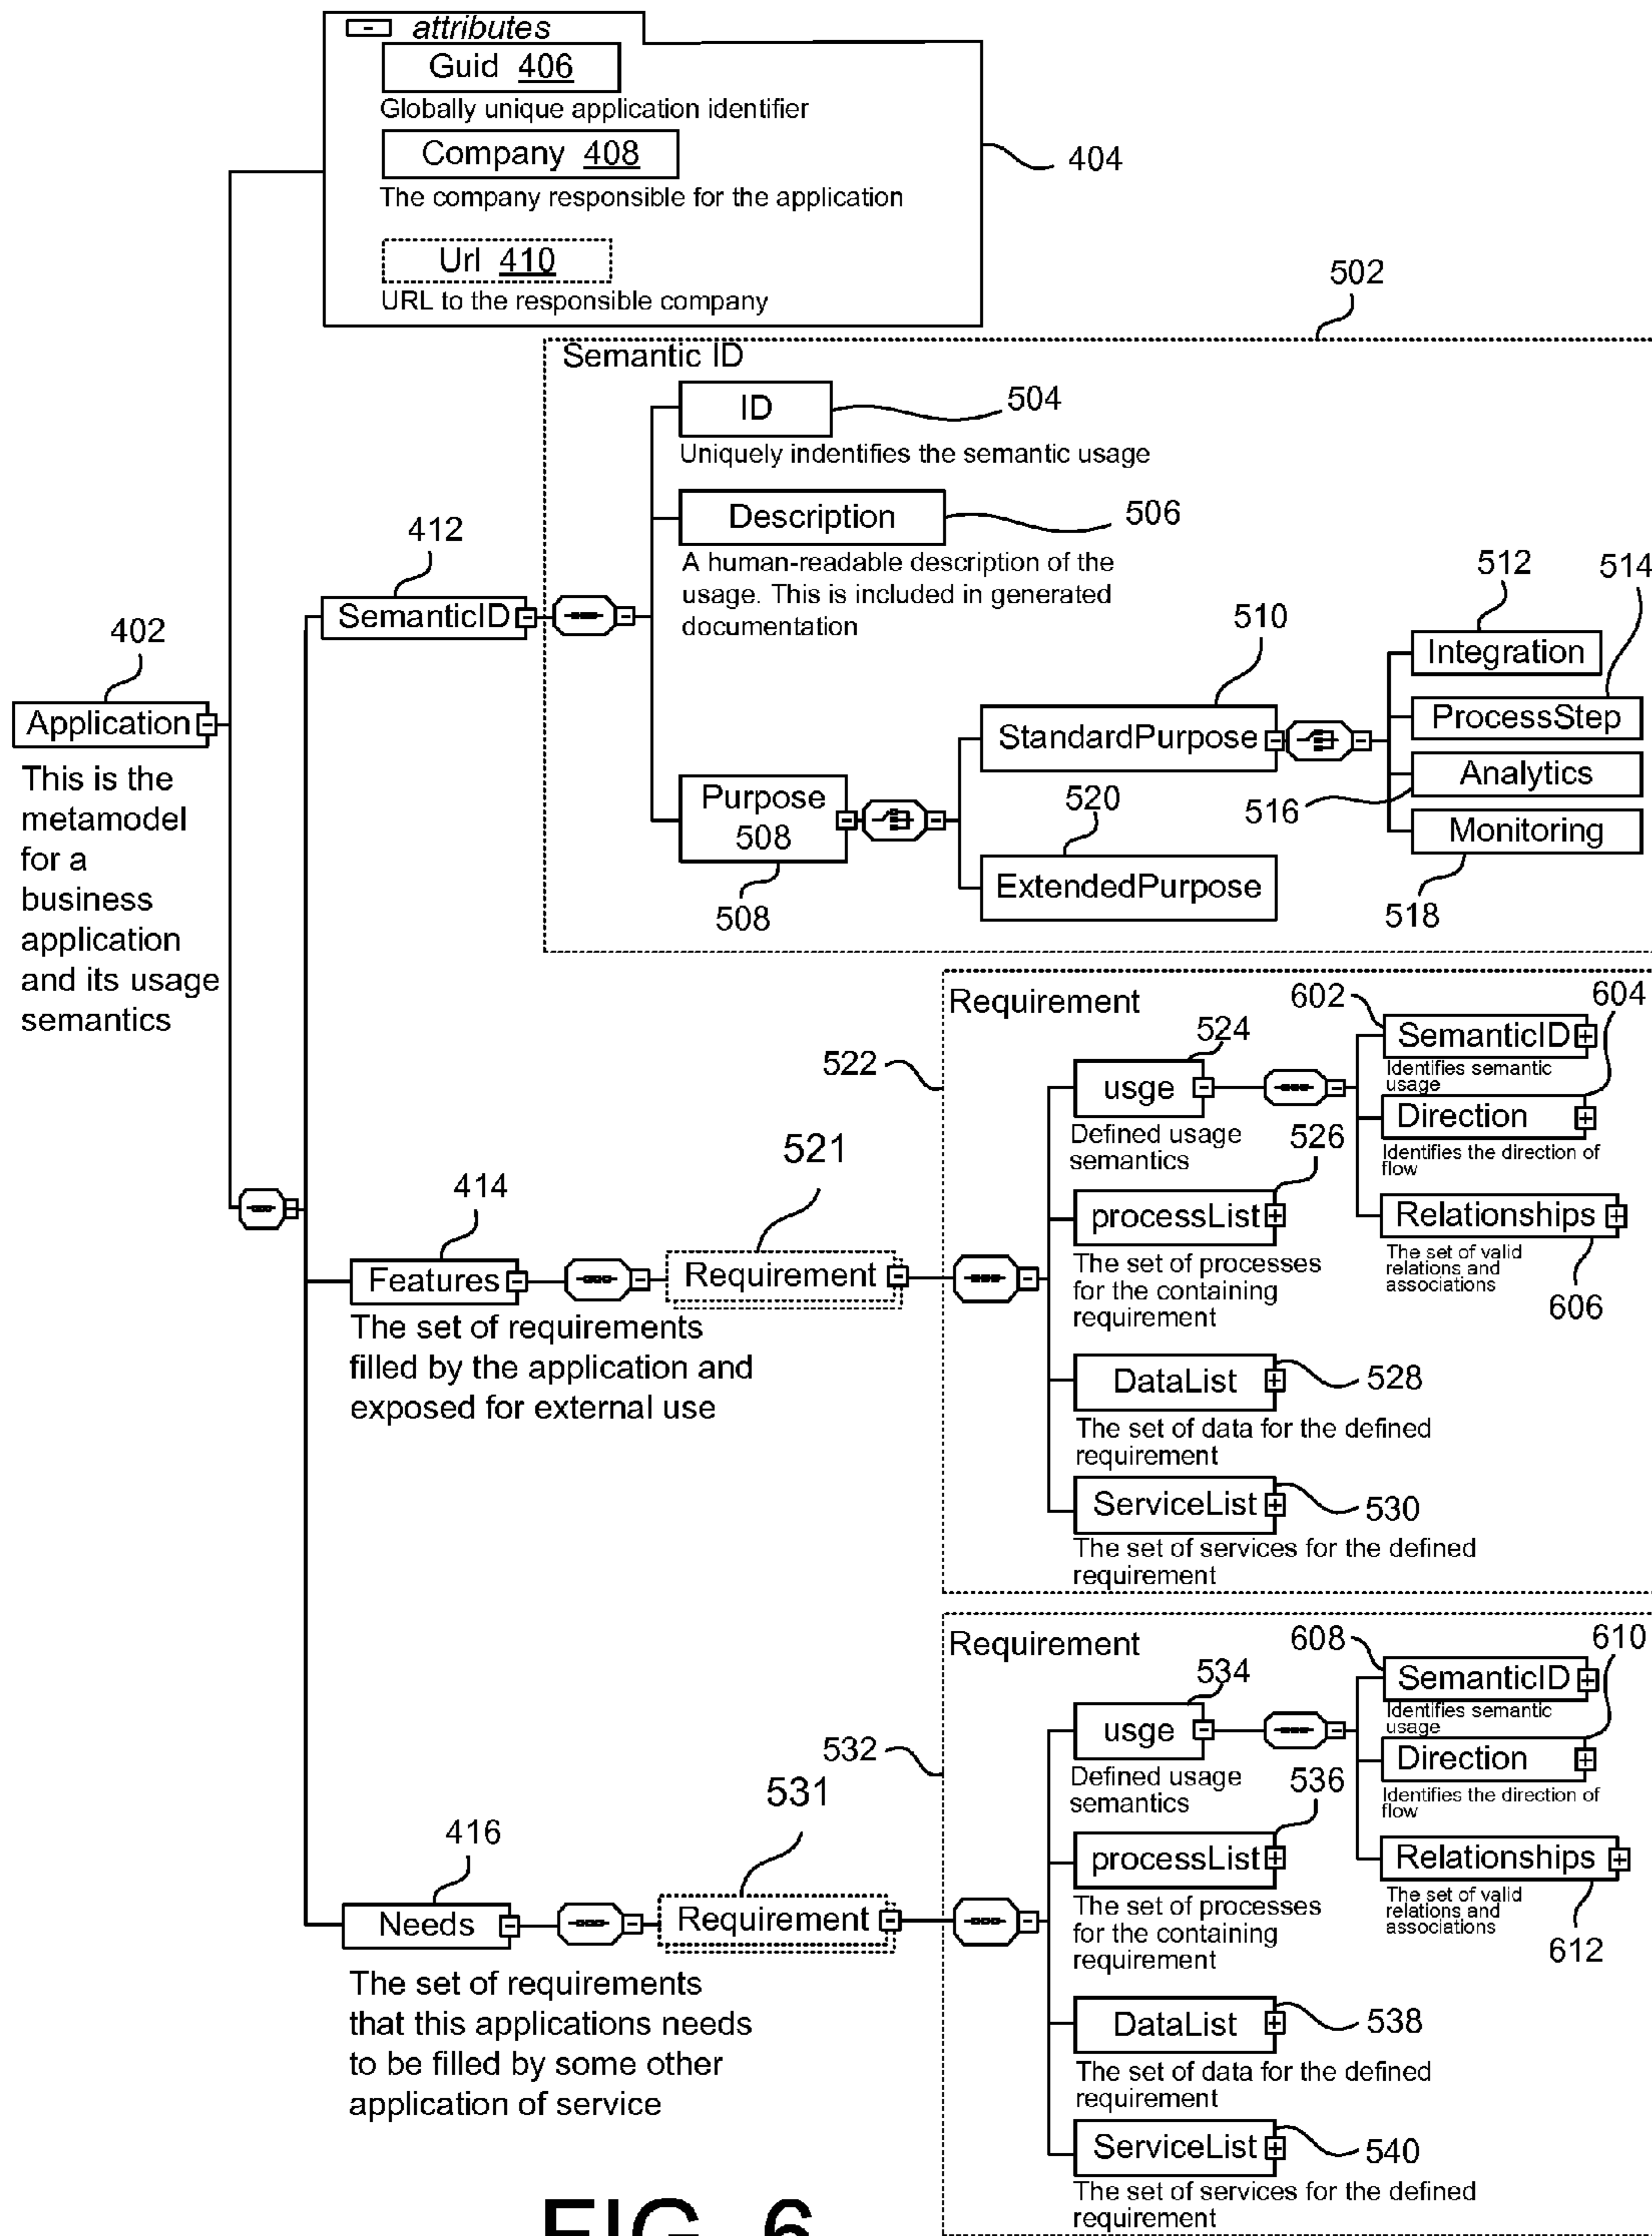 attributes
Guid 406
Globally unique application identifier
Company 408
The company responsible for the application
404
Url 410
URL to the responsible company
502
Semantic ID
ID
504
Uniquely indentifies the semantic usage
Description
506
A human-readable description of the
usage. This is included in generated
documentation
412
SemanticID
510
512
514
Integration
StandardPurpose
ProcessStep
Analytics
516
Monitoring
518
Purpose
508
508
520
ExtendedPurpose
402
Application
This is the
metamodel
for a
business
application
and its usage
semantics
Requirement
522
524
usge
Defined usage
semantics
602
604
SemanticID
Identifies semantic
usage
Direction
Identifies the direction of
flow
Relationships
The set of valid
relations and
associations
606
526
processList
The set of processes
for the containing
requirement
DataList
528
The set of data for the defined
requirement
ServiceList
530
The set of services for the defined
requirement
414
Features
521
Requirement
The set of requirements
filled by the application and
exposed for external use
Requirement
532
534
usge
Defined usage
semantics
608
610
SemanticID
Identifies semantic
usage
Direction
Identifies the direction of
flow
Relationships
The set of valid
relations and
associations
612
536
processList
The set of processes
for the containing
requirement
DataList
538
The set of data for the defined
requirement
ServiceList
540
The set of services for the defined
requirement
416
Needs
531
Requirement
The set of requirements
that this applications needs
to be filled by some other
application of service
FIG. 6